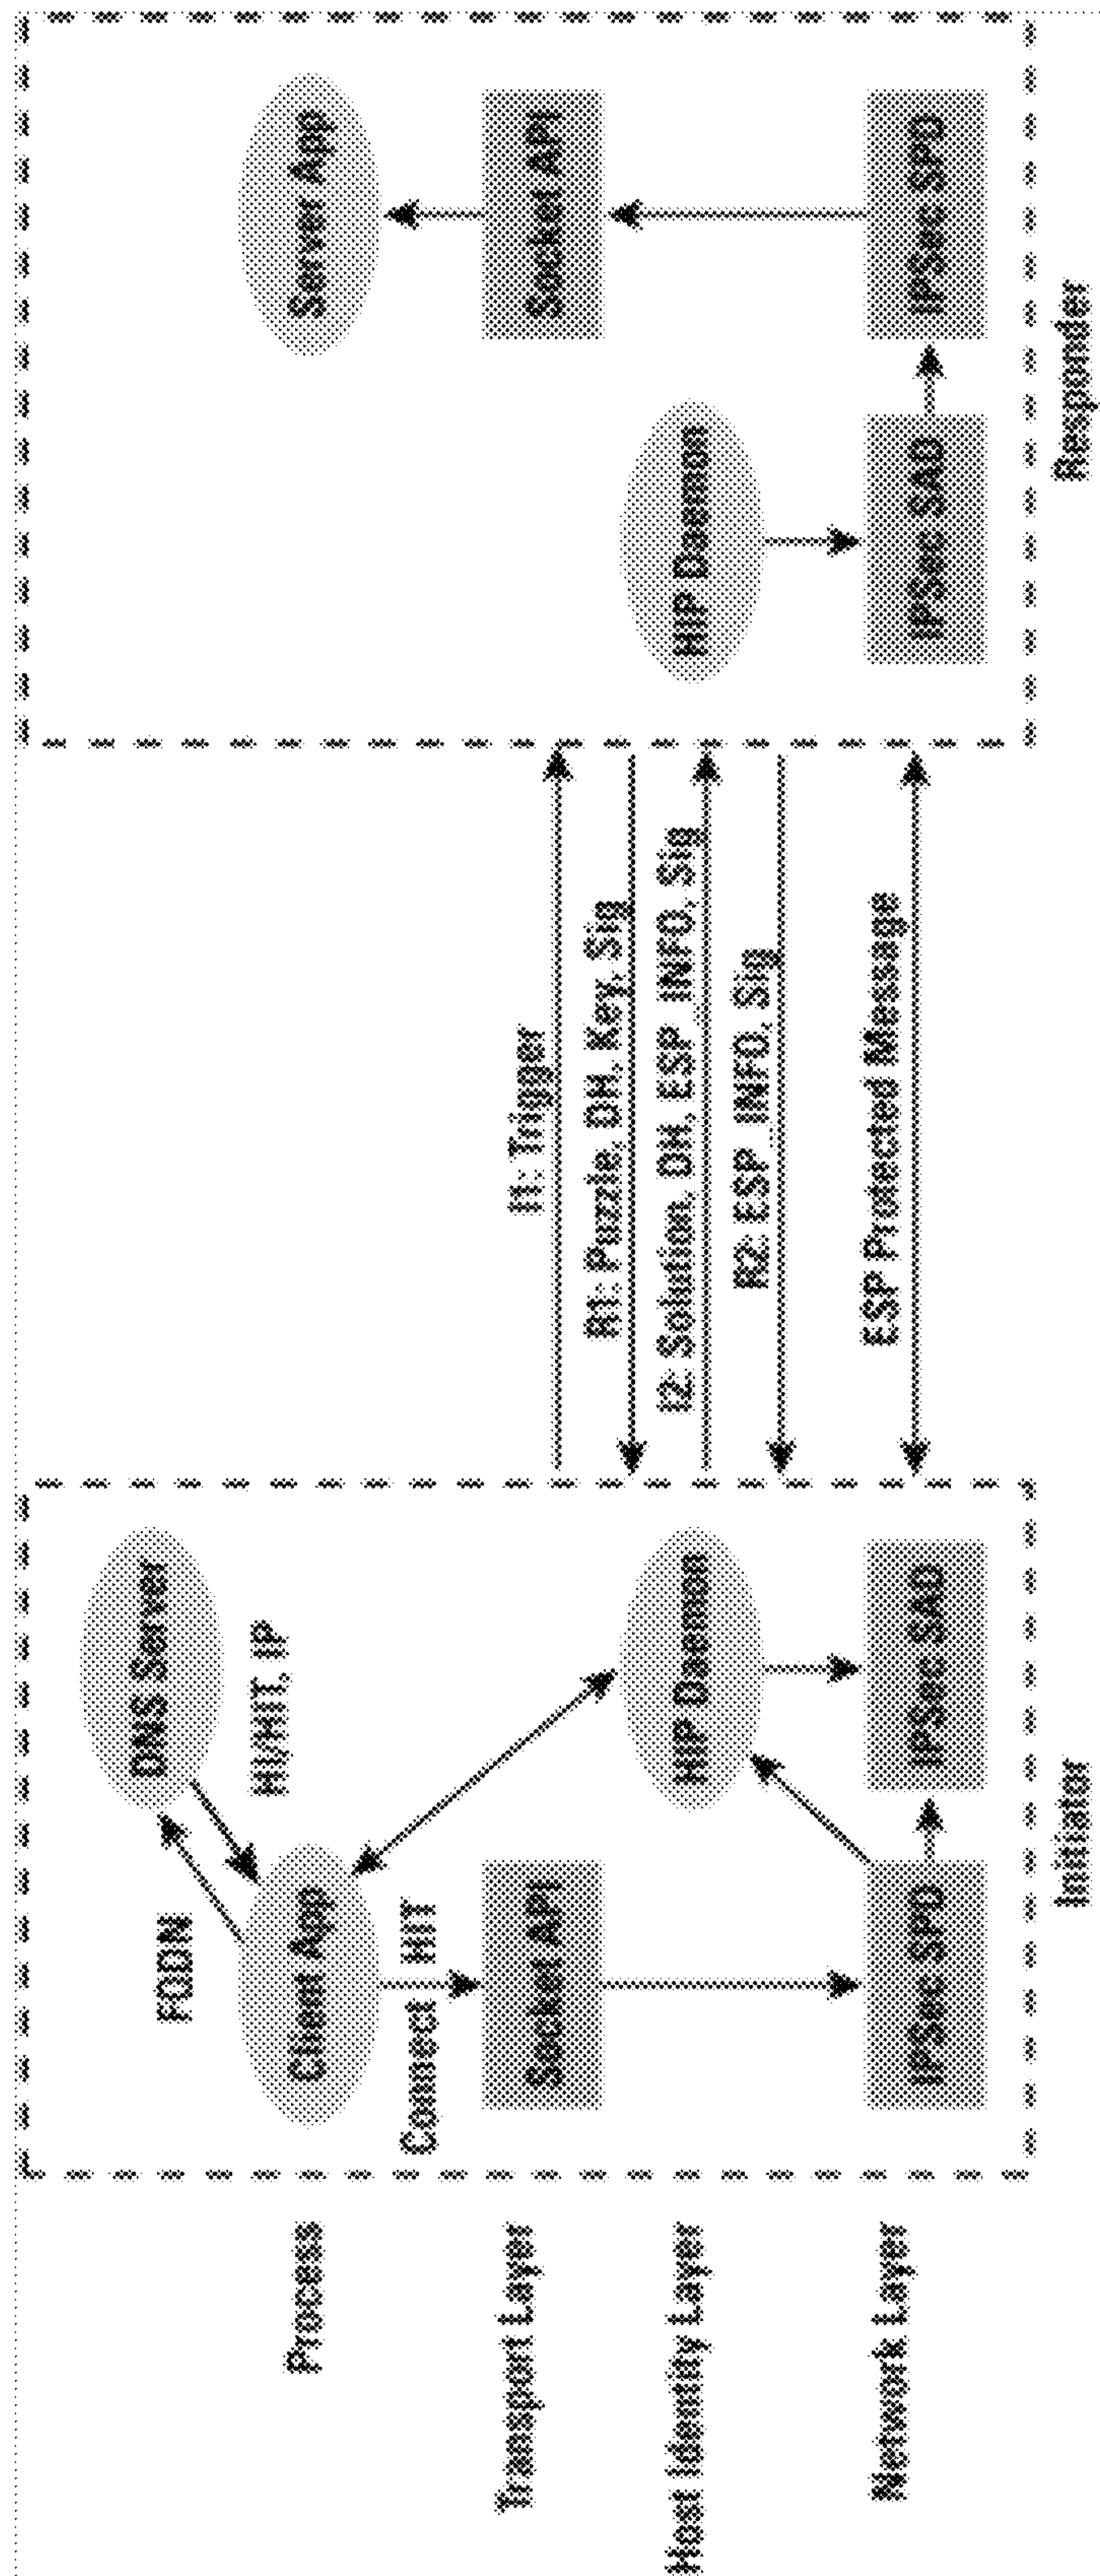 Process
Transport Layer
Host Identity Layer
Network Layer
FQDN
DNS Server
HI/HIT, IP
Client App
Connect HIT
Socket API
HIP Daemon
IPSec SPD
IPSec SAD
Initiator
I1: Trigger
R1: Puzzle, DH, Key, Sig
I2: Solution, DH, ESP_INFO, Sig
R2: ESP_INFO, Sig
ESP Protected Message
Server App
Socket API
HIP Daemon
IPSec SAD
IPSec SPD
Responder